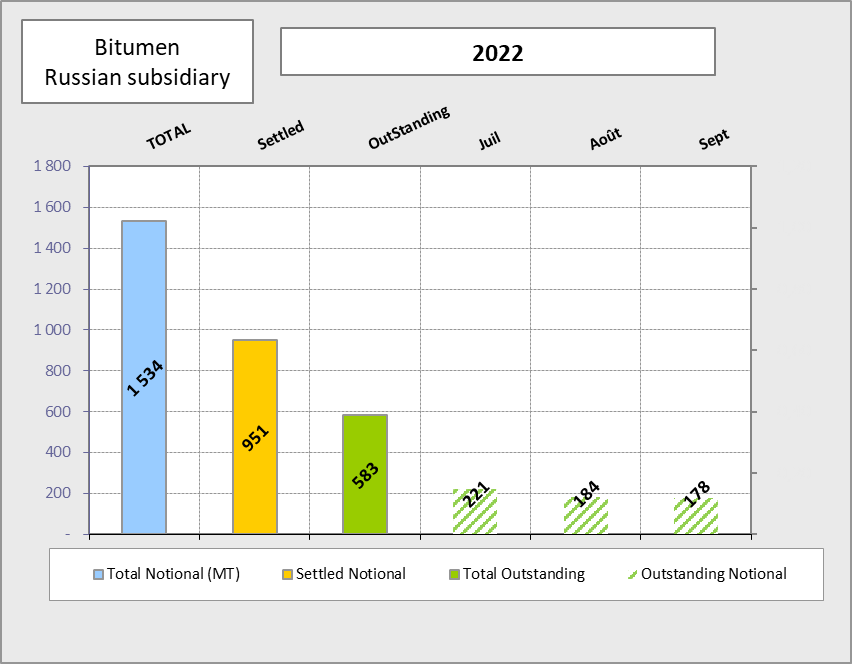 Bitumen
Russian subsidiary
2022
TOTAL
Settled
OutStanding
Juil
Août
Sept
1 800
1 600
1 400
1 200
1 000
800
600
400
200
-
1 534
951
583
221
184
178
Total Notional (MT)
Settled Notional
Total Outstanding
Outstanding Notional